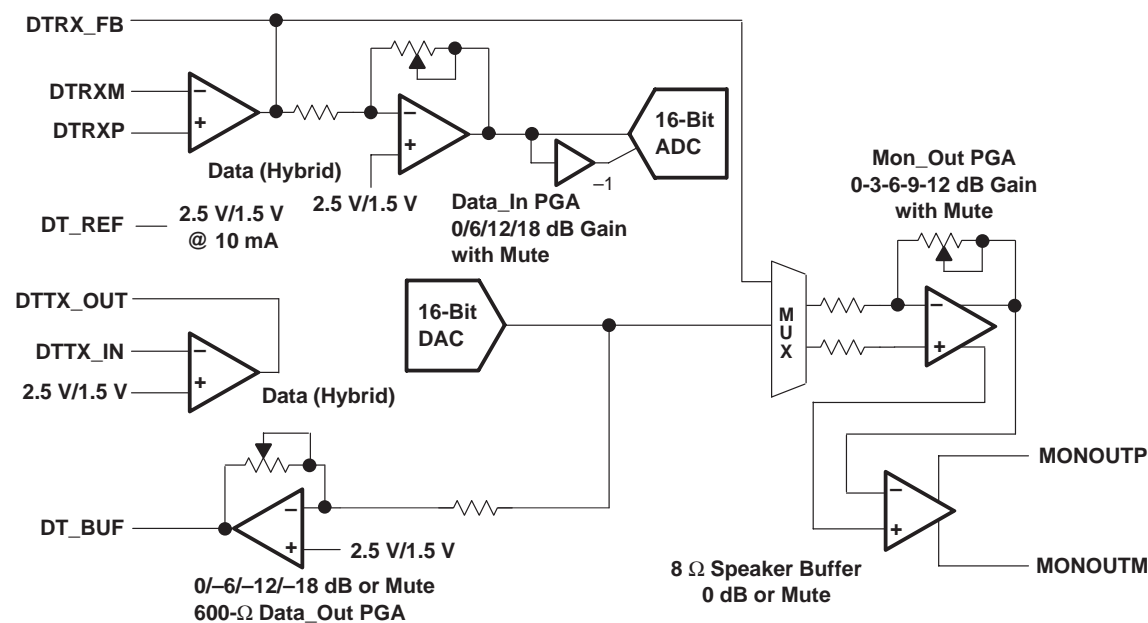 DTRX_FB
DTRXM
DTRXP
−
+
Data (Hybrid)
−
+
2.5 V/1.5 V
–1
16-Bit
ADC
Data_In PGA
0/6/12/18 dB Gain
with Mute
DT_REF
2.5 V/1.5 V
@ 10 mA
Mon_Out PGA
0-3-6-9-12 dB Gain
with Mute
DTTX_OUT
DTTX_IN
2.5 V/1.5 V
−
+
Data (Hybrid)
16-Bit
DAC
M
U
X
−
+
DT_BUF
−
+
2.5 V/1.5 V
0/–6/–12/–18 dB or Mute
600-Ω Data_Out PGA
−
+
8 Ω Speaker Buffer
0 dB or Mute
MONOUTP
MONOUTM